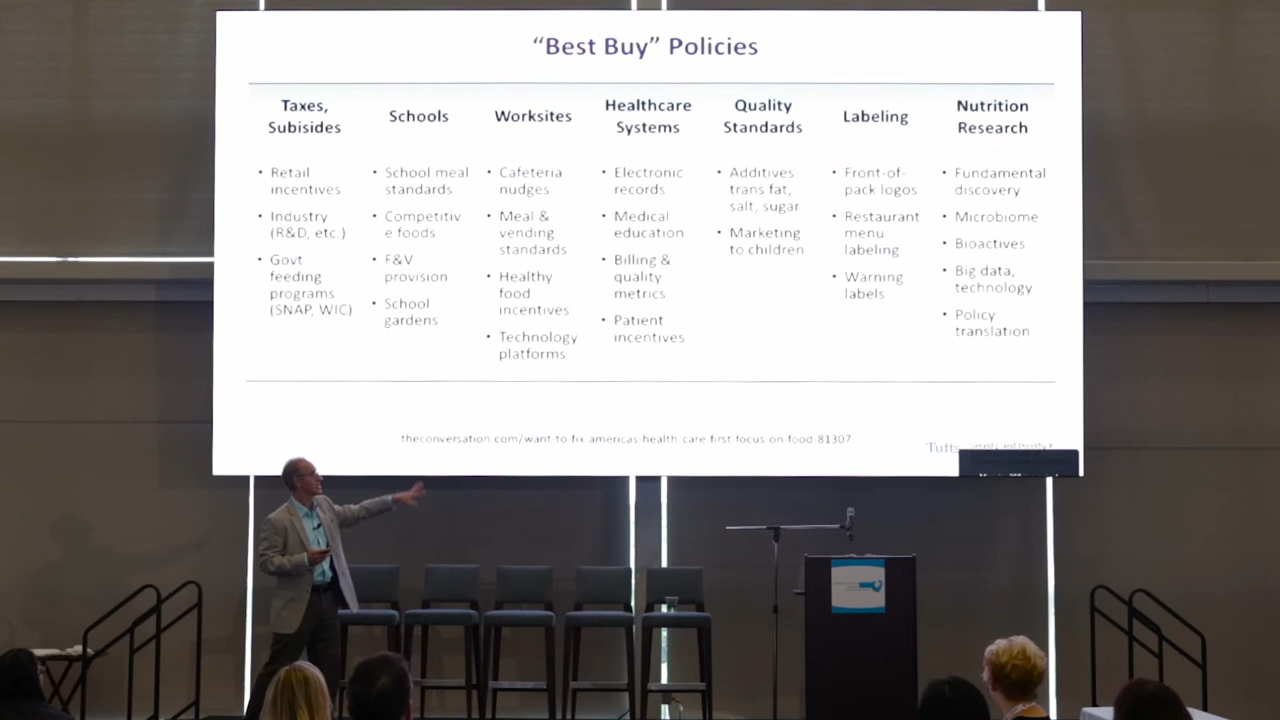 “Best Buy” Policies
Taxes,
Subisides
• Retail
incentives
• Industry
(R&D, etc.)
• Govt
feeding
programs
(SNAP, WIC)
Schools
• School meal
standards
• Competitiv
e foods
• F&V
provision
• School
gardens
Worksites
• Cafeteria
nudges
• Meal &
vending
standards
• Healthy
food
incentives
• Technology
platforms
Healthcare
Systems
• Electronic
records
• Medical
education
• Billing &
quality
metrics
• Patient
incentives
Quality
Standards
• Additives
trans fat,
salt, sugar
• Marketing
to children
Labeling
• Front-of-
pack logos
• Restaurant
menu
labeling
• Warning
labels
Nutrition
Research
• Fundamental
discovery
• Microbiome
• Bioactives
• Big data,
technology
• Policy
translation
theconversation.com/want-to-fix-americas-health-care-first-focus-on-food-81307
Tufts